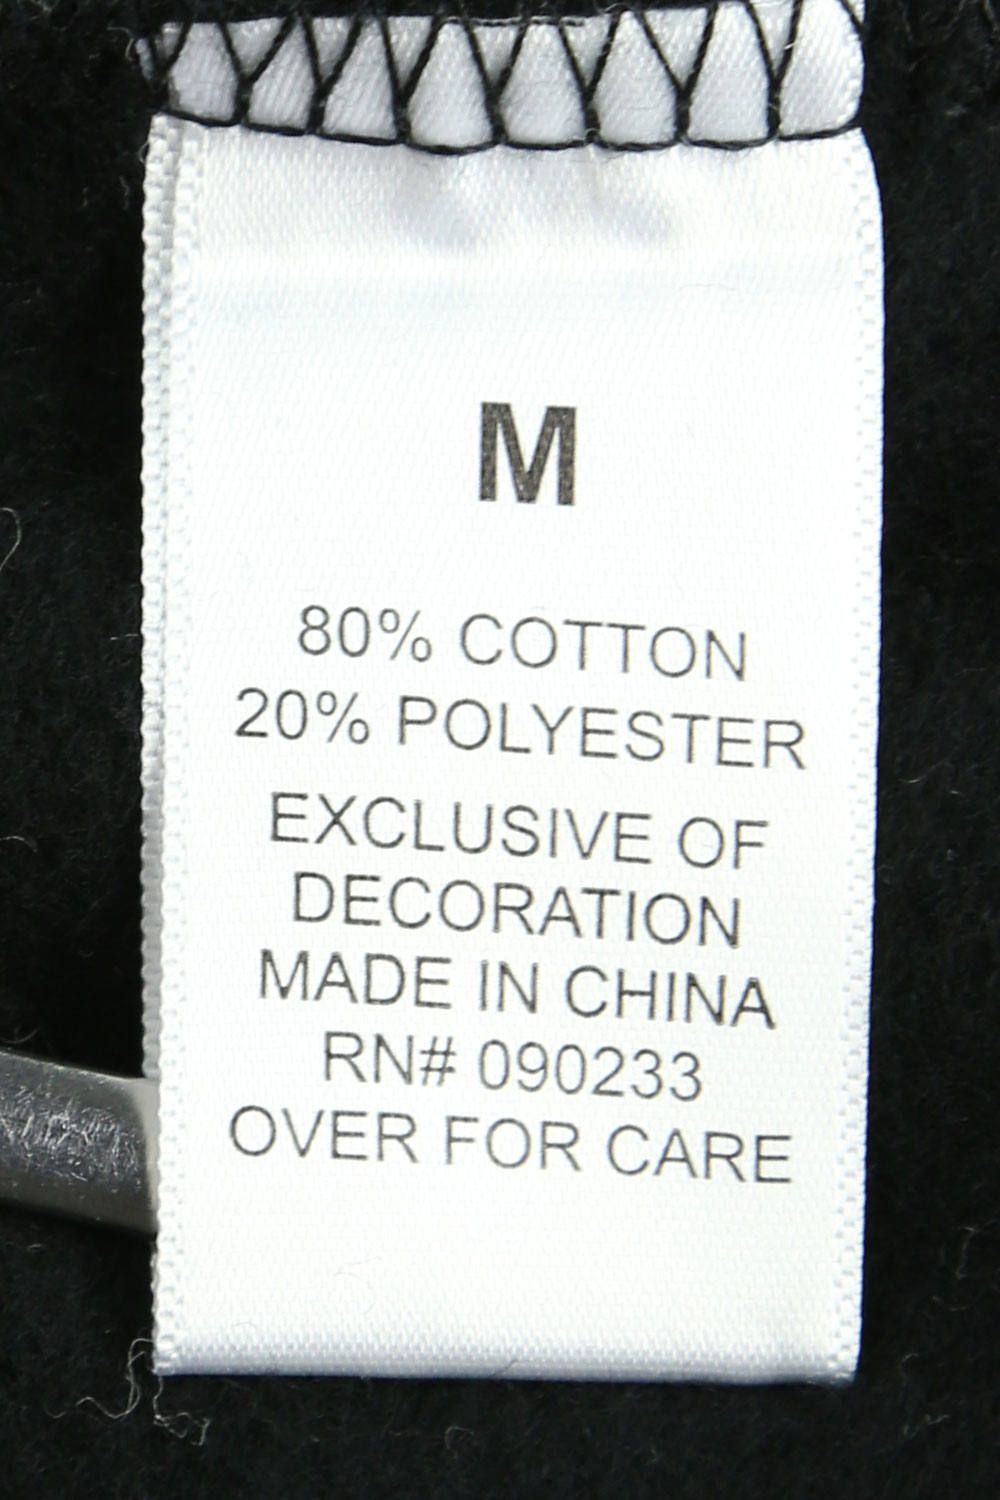 M
80% COTTON
20% POLYESTER
EXCLUSIVE OF
DECORATION
MADE IN CHINA
RN# 090233
OVER FOR CARE